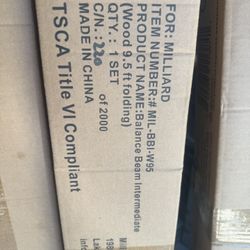 FOR: MILLIARD
ITEM NUMBER:# MIL-BBI-W95
PRODUCT NAME:Balance Beam Intermediate
(Wood 9.5 ft folding)
QTY.: 1 SET
C/N.: 220 of 2000
MADE IN CHINA
TSCA Title VI Compliant